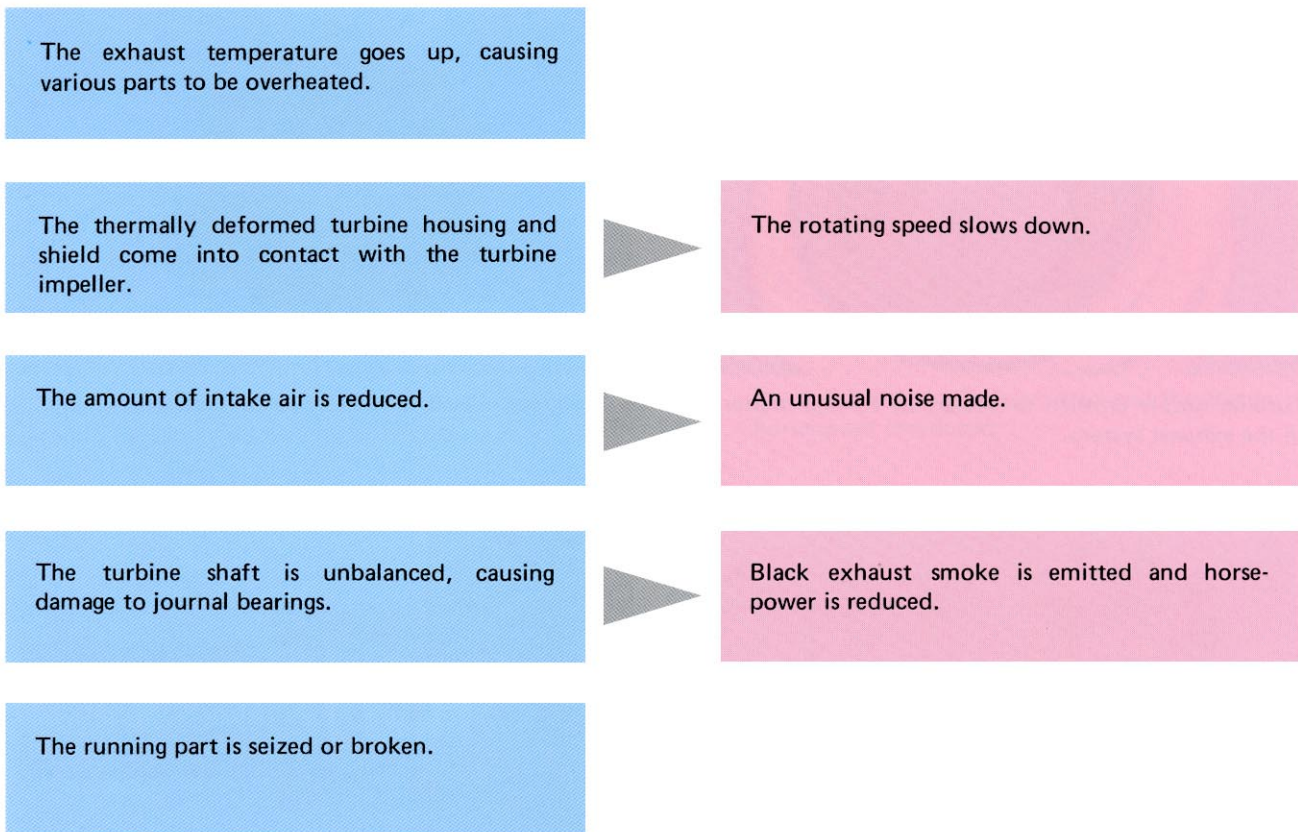 The exhaust temperature goes up, causing
various parts to be overheated.
The thermally deformed turbine housing and
shield come into contact with the turbine
impeller.
The rotating speed slows down.
The amount of intake air is reduced.
An unusual noise made.
The turbine shaft is unbalanced, causing
damage to journal bearings.
Black exhaust smoke is emitted and horse-
power is reduced.
The running part is seized or broken.